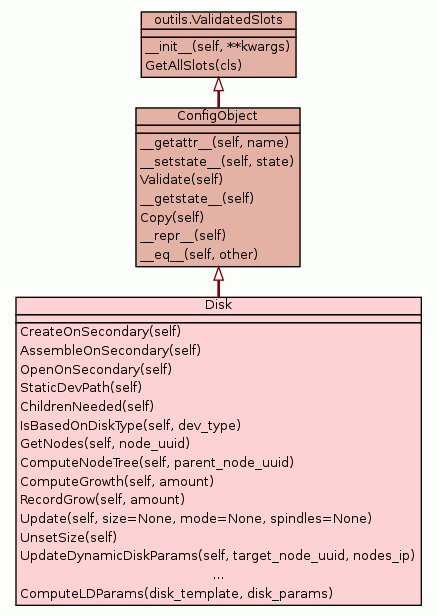 outils.ValidatedSlots
__init__(self, **kwargs)
GetAllSlots(cls)
ConfigObject
__getattr__(self, name)
__setstate__(self, state)
Validate(self)
__getstate__(self)
Copy(self)
__repr__(self)
__eq__(self, other)
Disk
CreateOnSecondary(self)
AssembleOnSecondary(self)
OpenOnSecondary(self)
StaticDevPath(self)
ChildrenNeeded(self)
IsBasedOnDiskType(self, dev_type)
GetNodes(self, node_uuid)
ComputeNodeTree(self, parent_node_uuid)
ComputeGrowth(self, amount)
RecordGrow(self, amount)
Update(self, size=None, mode=None, spindles=None)
UnsetSize(self)
UpdateDynamicDiskParams(self, target_node_uuid, nodes_ip)
...
ComputeLDParams(disk_template, disk_params)